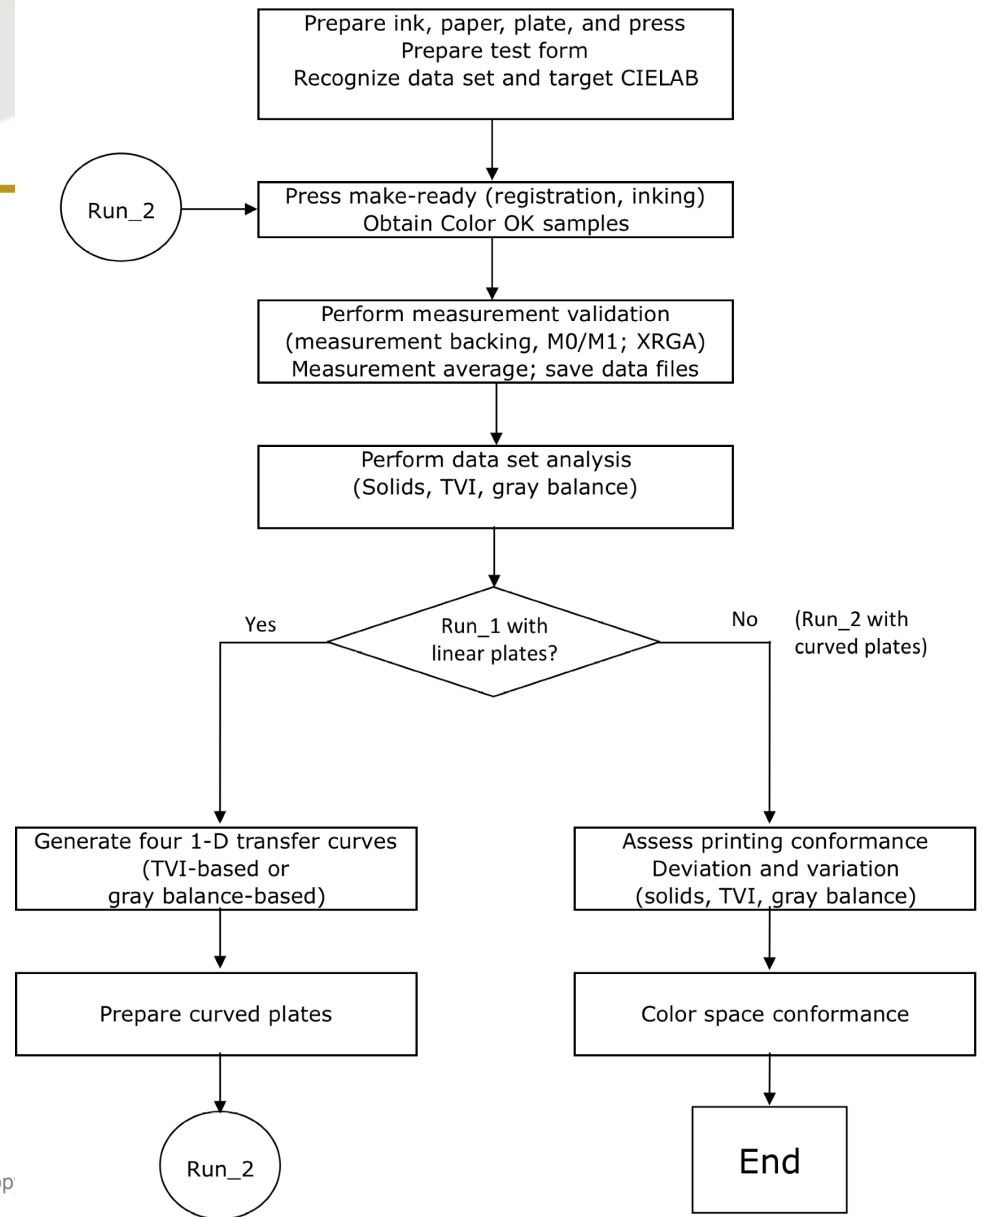 Prepare ink, paper, plate, and press
Prepare test form
Recognize data set and target CIELAB
Run_2
Press make-ready (registration, inking)
Obtain Color OK samples
Perform measurement validation
(measurement backing, M0/M1; XRGA)
Measurement average; save data files
Perform data set analysis
(Solids, TVI, gray balance)
Run_1 with
linear plates?
Yes
No
(Run_2 with
curved plates)
Generate four 1-D transfer curves
(TVI-based or
gray balance-based)
Assess printing conformance
Deviation and variation
(solids, TVI, gray balance)
Prepare curved plates
Color space conformance
Run_2
End